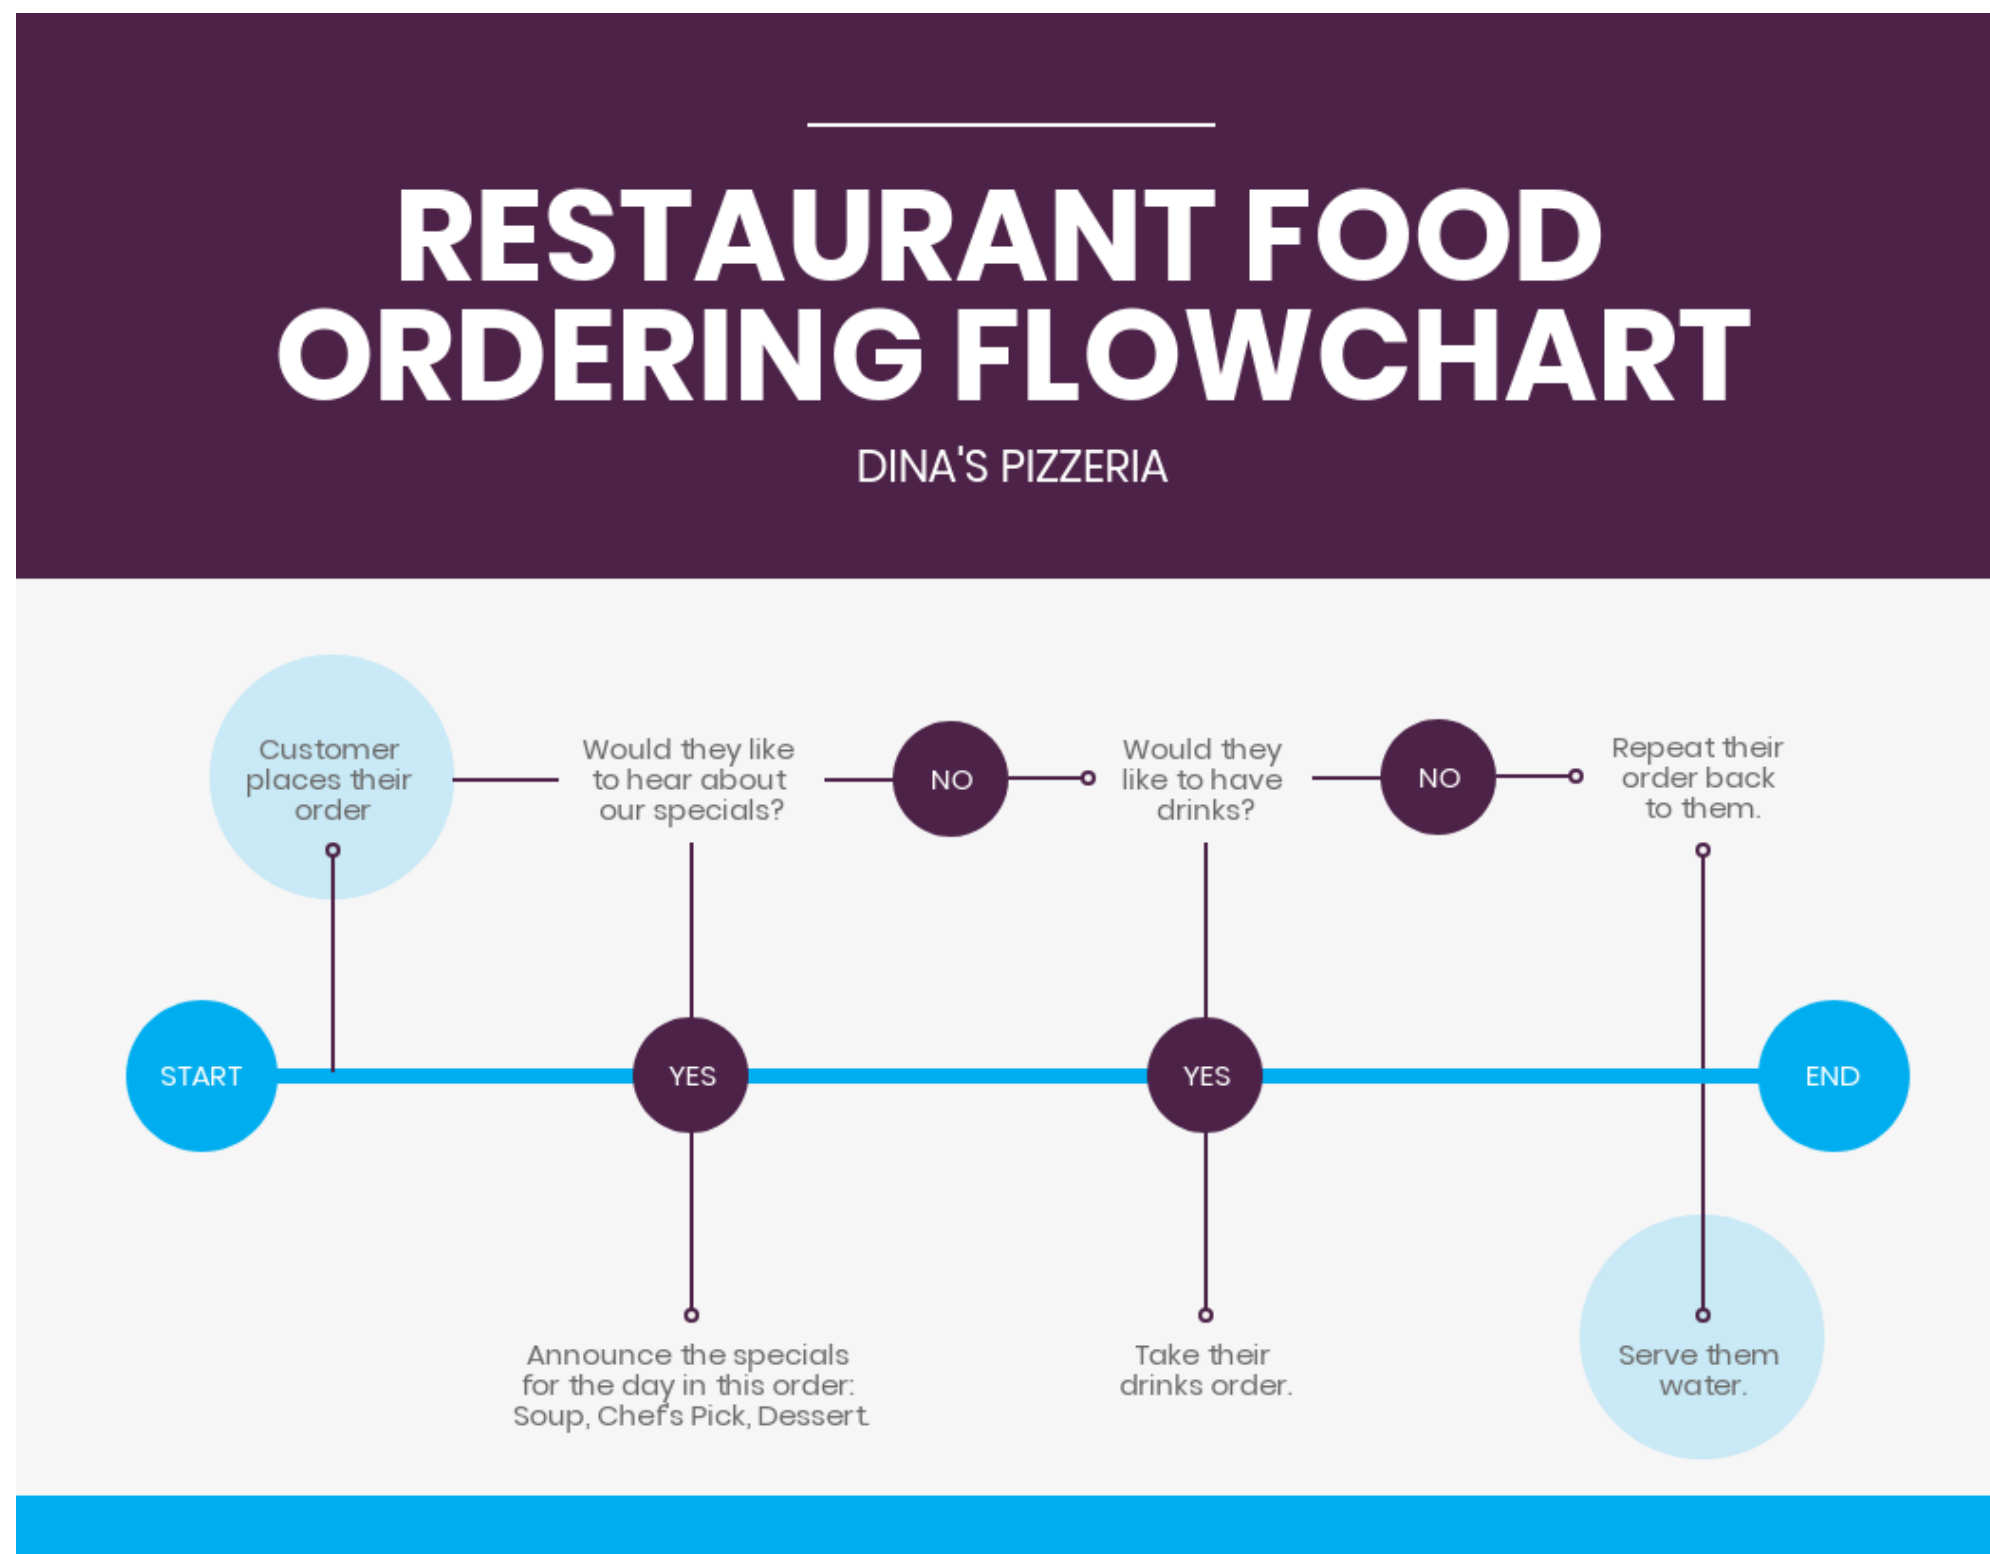 RESTAURANT FOOD
ORDERING FLOWCHART
DINA'S PIZZERIA
Customer
places their
order
Would they like
to hear about
our specials?
NO
Would they
like to have
drinks?
NO
Repeat their
order back
to them.
START
YES
YES
END
Announce the specials
for the day in this order:
Soup, Chef's Pick, Dessert.
Take their
drinks order.
Serve them
water.